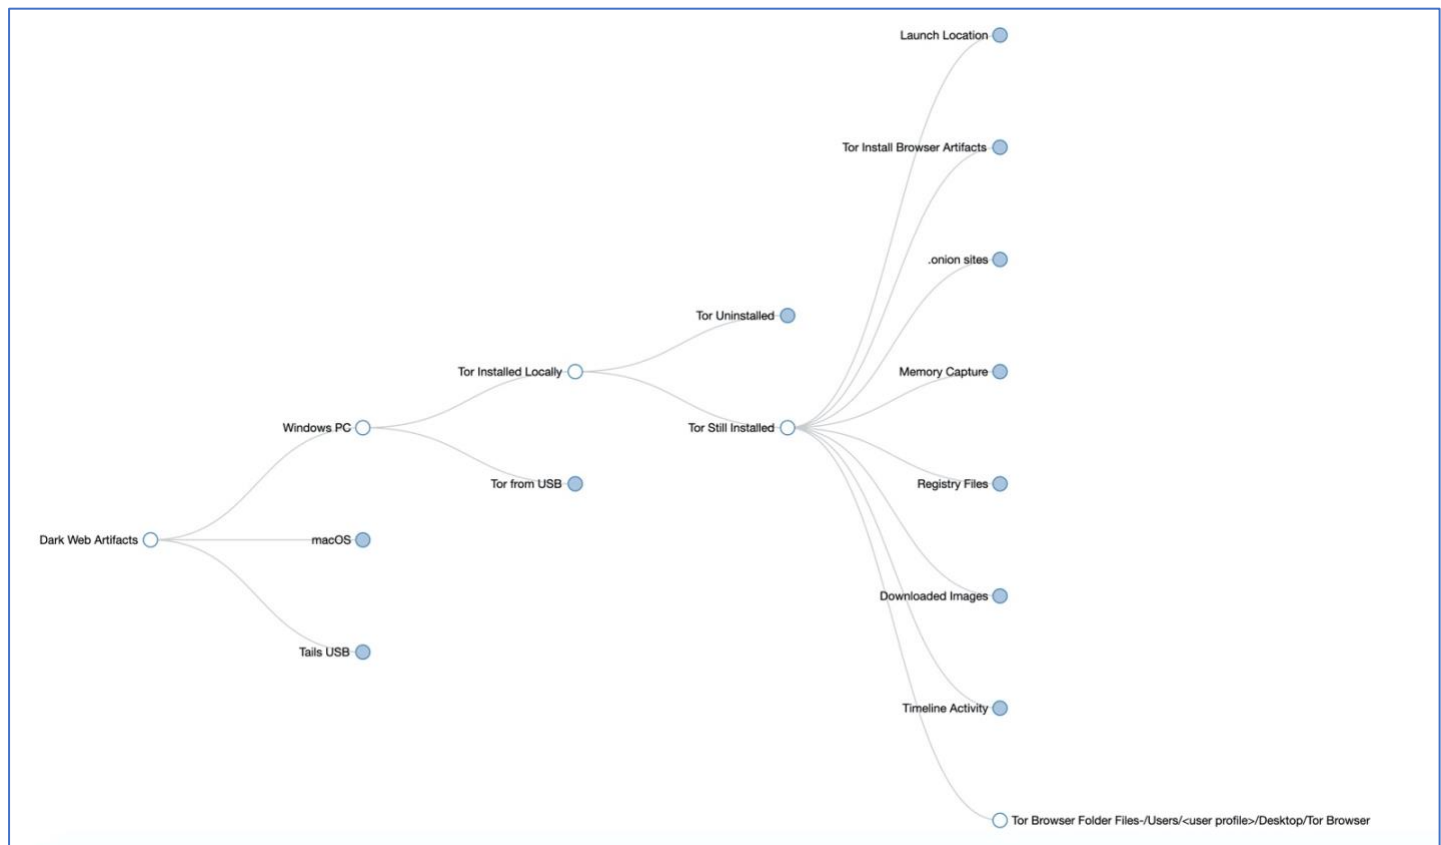 Launch Location
Tor Install Browser Artifacts
.onion sites
Tor Uninstalled
Tor Installed Locally
Memory Capture
Windows PC
Tor Still Installed
Tor from USB
Registry Files
Dark Web Artifacts
macOS
Downloaded Images
Tails USB
Timeline Activity
Tor Browser Folder Files-/Users/<user profile>/Desktop/Tor Browser